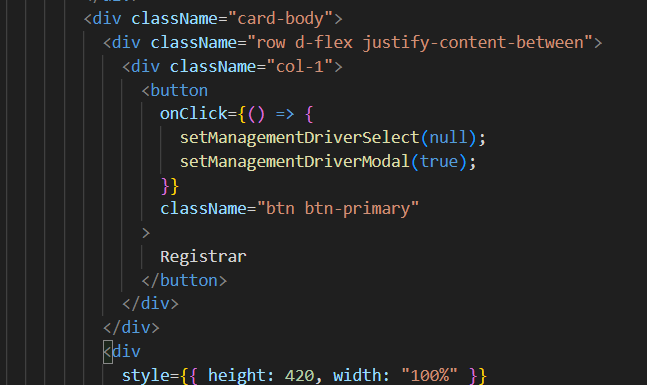 </div>
<div className="card-body">
<div className="row d-flex justify-content-between">
<div className="col-1">
<button
onClick={() => {
setManagementDriverSelect(null);
setManagementDriverModal(true);
}}
className="btn btn-primary"
>
Registrar
</button>
</div>
</div>
<div
style={{ height: 420, width: "100%" }}